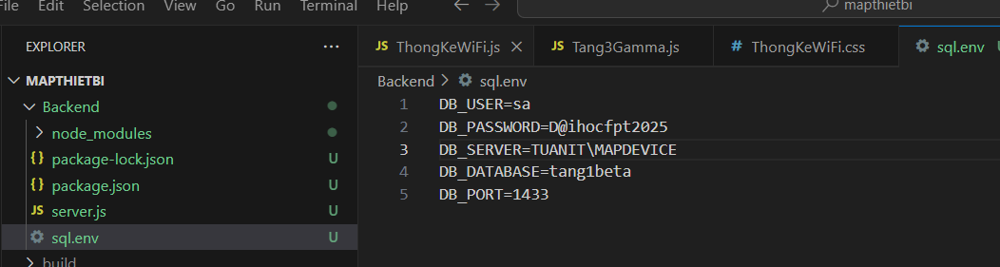 File Edit Selection View Go Run Terminal Help
mapthietbi
EXPLORER
ThongKeWiFi.js
Tang3Gamma.js
ThongKeWiFi.css
sql.env
MAPTHIETBI
Backend
node_modules
package-lock.json U
package.json U
server.js U
sql.env U
build
Backend > sql.env
1 DB_USER=sa
2 DB_PASSWORD=D@ihocfpt2025
3 DB_SERVER=TUANIT\MAPDEVICE
4 DB_DATABASE=tang1beta
5 DB_PORT=1433